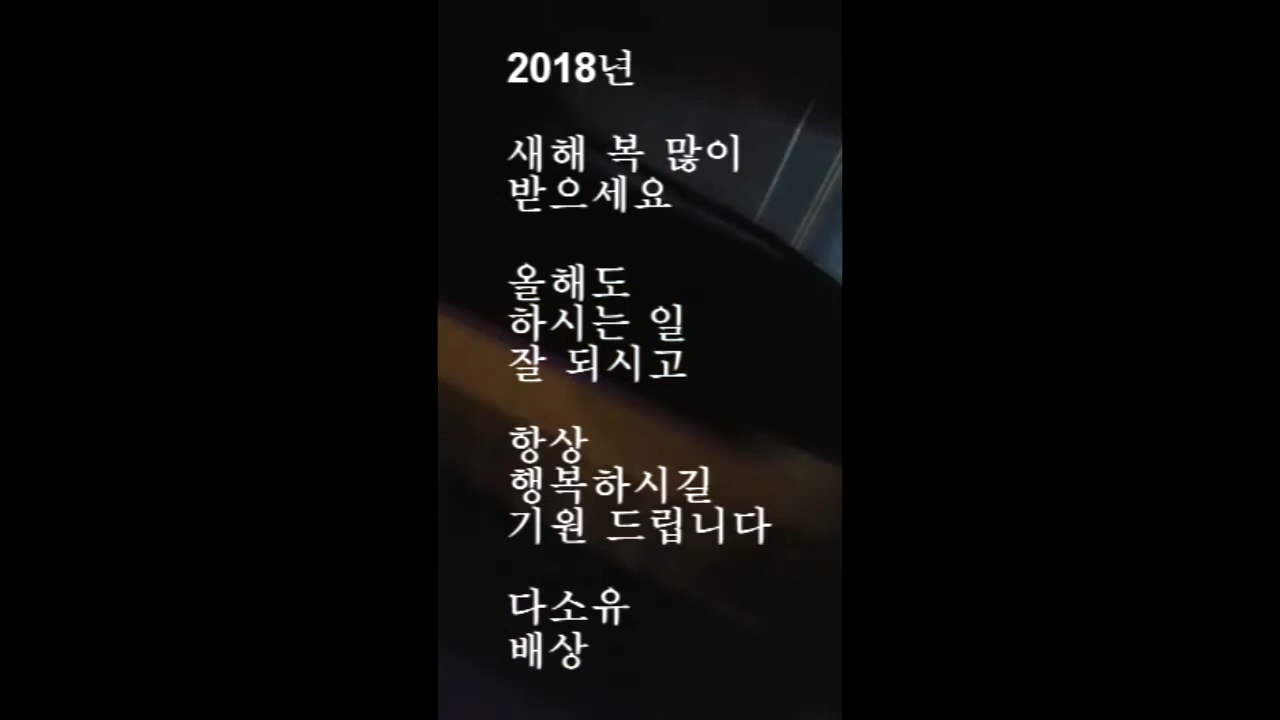 2018년
새해 복 많이
받으세요
올해도
하시는 일
잘 되시고
항상
행복하시길
기원 드립니다
다소유
배상